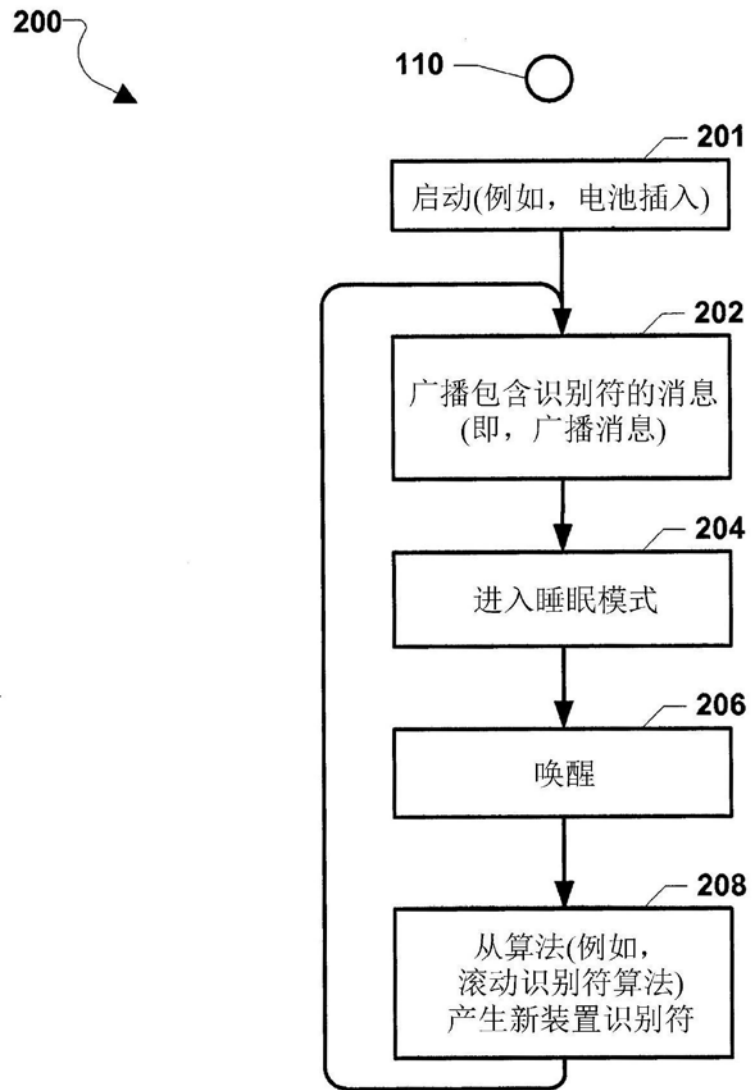 200
110
201
启动(例如，电池插入)
202
广播包含识别符的消息
(即，广播消息)
204
进入睡眠模式
206
唤醒
208
从算法(例如，
滚动识别符算法)
产生新装置识别符